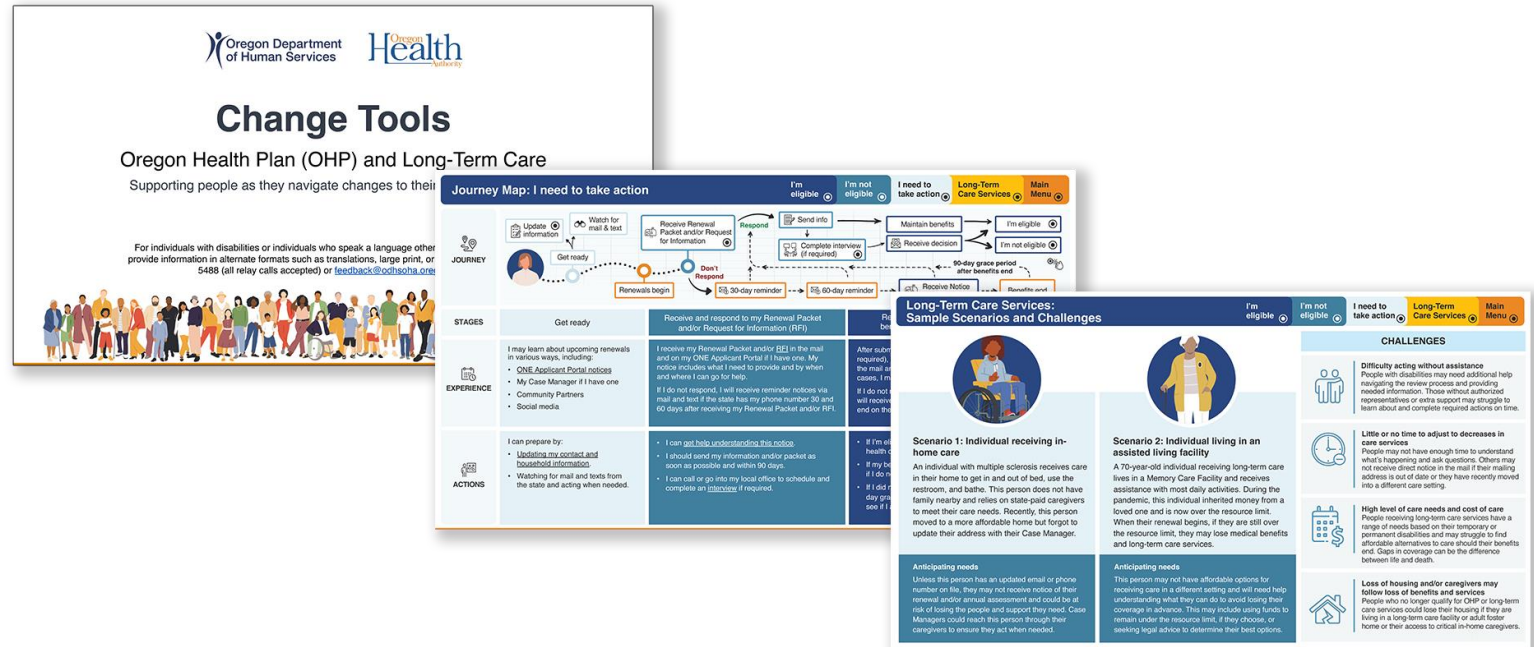 Oregon Department
of Human Services
Oregon
Health
Authority
Change Tools
Oregon Health Plan (OHP) and Long-Term Care
Supporting people as they navigate changes to their
For individuals with disabilities or individuals who speak a language other
provide information in alternate formats such as translations, large print, or
5488 (all relay calls accepted) or feedback@odhsoha.ore
Journey Map: I need to take action
I'm
eligible
I'm not
eligible
I need to
take action
Long-Term
Care Services
Main
Menu
JOURNEY
Update
information
Watch for
mail & text
Get ready
Renewals begin
Receive Renewal
Packet and/or Request
for Information
Respond
Don't
Respond
Send info
Complete interview
(if required)
Maintain benefits
Receive decision
I'm eligible
I'm not eligible
90-day grace period
after benefits end
30-day reminder
60-day reminder
Receive Notice
Benefits end
STAGES
Get ready
Receive and respond to my Renewal Packet
and/or Request for Information (RFI)
EXPERIENCE
I may learn about upcoming renewals
in various ways, including:
• ONE Applicant Portal notices
• My Case Manager if I have one
• Community Partners
• Social media
I receive my Renewal Packet and/or RFI in the mail
and on my ONE Applicant Portal if I have one. My
notice includes what I need to provide and by when
and where I can go for help.
If I do not respond, I will receive reminder notices via
mail and text if the state has my phone number 30 and
60 days after receiving my Renewal Packet and/or RFI.
After subm
required),
the mail an
cases, I m
If I do not
will receive
end on the
ACTIONS
I can prepare by:
• Updating my contact and
household information.
• Watching for mail and texts from
the state and acting when needed.
• I can get help understanding this notice.
• I should send my information and/or packet as
soon as possible and within 90 days.
• I can call or go into my local office to schedule and
complete an interview if required.
• If I'm eli
health c
• If my be
if I do no
• If I did n
day gra
see if I a
Long-Term Care Services:
Sample Scenarios and Challenges
I'm
eligible
I'm not
eligible
I need to
take action
Long-Term
Care Services
Main
Menu
Scenario 1: Individual receiving in-
home care
An individual with multiple sclerosis receives care
in their home to get in and out of bed, use the
restroom, and bathe. This person does not have
family nearby and relies on state-paid caregivers
to meet their care needs. Recently, this person
moved to a more affordable home but forgot to
update their address with their Case Manager.
Anticipating needs
Unless this person has an updated email or phone
number on file, they may not receive notice of their
renewal and/or annual assessment and could be at
risk of losing the people and support they need. Case
Managers could reach this person through their
caregivers to ensure they act when needed.
Scenario 2: Individual living in an
assisted living facility
A 70-year-old individual receiving long-term care
lives in a Memory Care Facility and receives
assistance with most daily activities. During the
pandemic, this individual inherited money from a
loved one and is now over the resource limit.
When their renewal begins, if they are still over
the resource limit, they may lose medical benefits
and long-term care services.
Anticipating needs
This person may not have affordable options for
receiving care in a different setting and will need help
understanding what they can do to avoid losing their
coverage in advance. This may include using funds to
remain under the resource limit, if they choose, or
seeking legal advice to determine their best options.
CHALLENGES
Difficulty acting without assistance
People with disabilities may need additional help
navigating the review process and providing
needed information. Those without authorized
representatives or extra support may struggle to
learn about and complete required actions on time.
Little or no time to adjust to decreases in
care services
People may not have enough time to understand
what's happening and ask questions. Others may
not receive direct notice in the mail if their mailing
address is out of date or they have recently moved
into a different care setting.
High level of care needs and cost of care
People receiving long-term care services have a
range of needs based on their temporary or
permanent disabilities and may struggle to find
affordable alternatives to care should their benefits
end. Gaps in coverage can be the difference
between life and death.
Loss of housing and/or caregivers may
follow loss of benefits and services
People who no longer qualify for OHP or long-term
care services could lose their housing if they are
living in a long-term care facility or adult foster
home or their access to critical in-home caregivers.